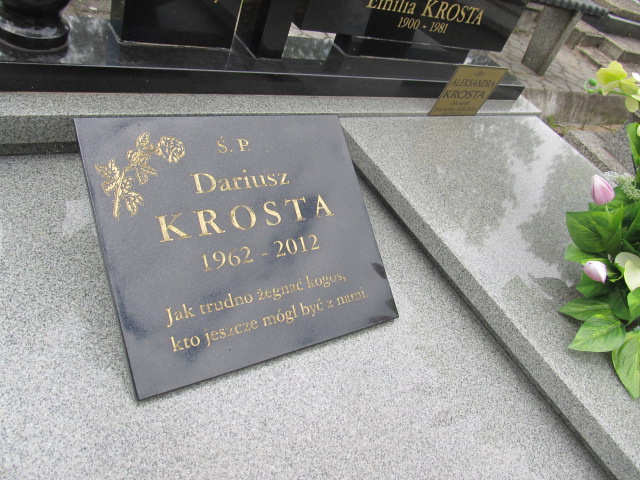 Emilia KROSTA
1900 - 1981
ALEKSANDRA
KROSTA
Ś. P.
Dariusz
KROSTA
1962 - 2012
Jak trudno żegnać kogoś,
kto jeszcze mógł być z nami.